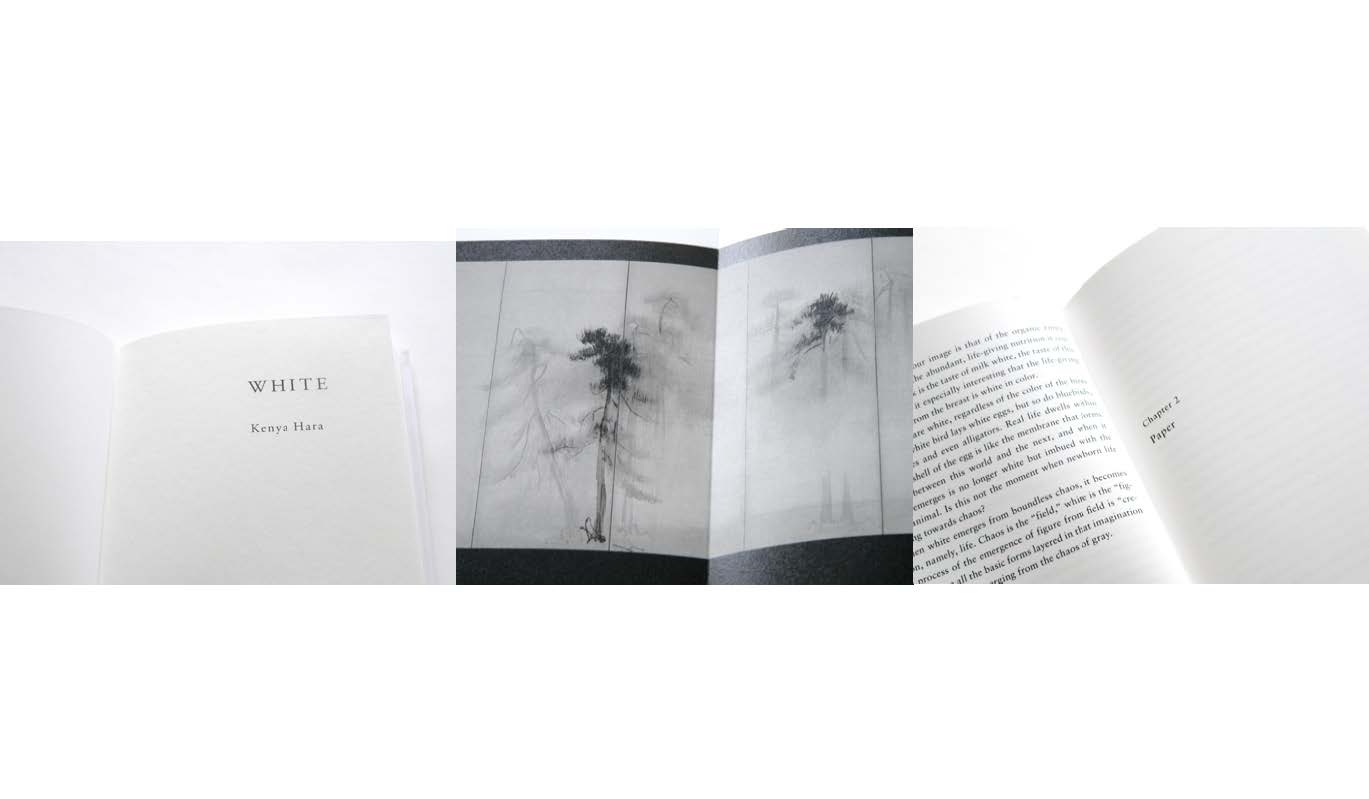 WHITE
Kenya Hara
our image is that of the organic
the abundant, life-giving nutrition it
is the taste of milk white, the taste of
it especially interesting that the life-giving
from the breast is white in color.
are white, regardless of the color of the birds
white bird lays white eggs, but so do bluebirds,
and even alligators. Real life dwells within
shell of the egg is like the membrane that forms
between this world and the next, and when it
emerges is no longer white but imbued with the
animal. Is this not the moment when newborn life
towards chaos?
when white emerges from boundless chaos, it becomes
namely, life. Chaos is the "field," white is the "fig-
process of the emergence of figure from field is "cre-
all the basic forms layered in that imagination
from the chaos of gray.
Chapter 2
Paper